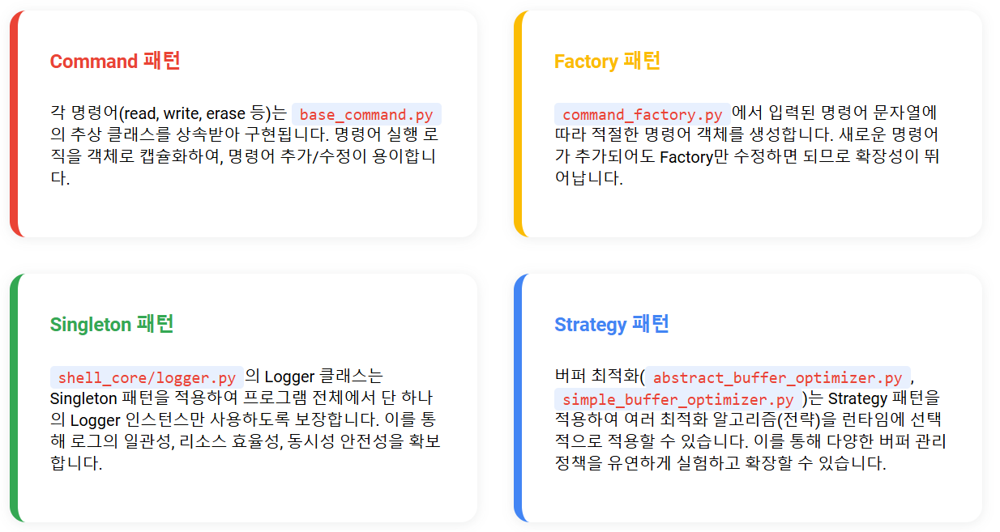 Command 패턴
각 명령어(read, write, erase 등)는 base_command.py
의 추상 클래스를 상속받아 구현됩니다. 명령어 실행 로
직을 객체로 캡슐화하여, 명령어 추가/수정이 용이합니
다.
Factory 패턴
command_factory.py에서 입력된 명령어 문자열에
따라 적절한 명령어 객체를 생성합니다. 새로운 명령어
가 추가되어도 Factory만 수정하면 되므로 확장성이 뛰
어납니다.
Singleton 패턴
shell_core/logger.py의 Logger 클래스는
Singleton 패턴을 적용하여 프로그램 전체에서 단 하나
의 Logger 인스턴스만 사용하도록 보장합니다. 이를 통
해 로그의 일관성, 리소스 효율성, 동시성 안전성을 확보
합니다.
Strategy 패턴
버퍼 최적화(abstract_buffer_optimizer.py,
simple_buffer_optimizer.py)는 Strategy 패턴을
적용하여 여러 최적화 알고리즘(전략)을 런타임에 선택
적으로 적용할 수 있습니다. 이를 통해 다양한 버퍼 관리
정책을 유연하게 실험하고 확장할 수 있습니다.